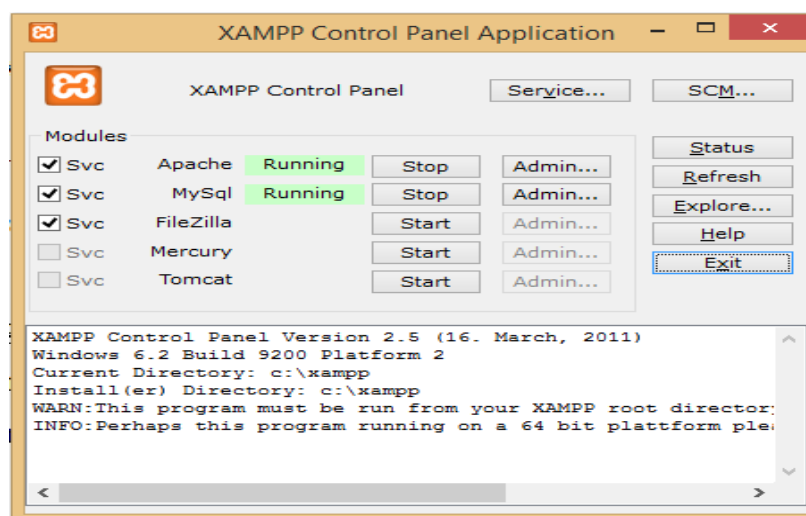 XAMPP Control Panel Application
XAMPP Control Panel Service... SCM...
Modules
Svc Apache Running Stop Admin...
Svc MySql Running Stop Admin...
Svc FileZilla Start Admin...
Svc Mercury Start Admin...
Svc Tomcat Start Admin...
Status
Refresh
Explore...
Help
Exit
XAMPP Control Panel Version 2.5 (16. March, 2011)
Windows 6.2 Build 9200 Platform 2
Current Directory: c:\xampp
Install(er) Directory: c:\xampp
WARN:This program must be run from your XAMPP root
INFO:Perhaps this program running on a 64 bit plattform